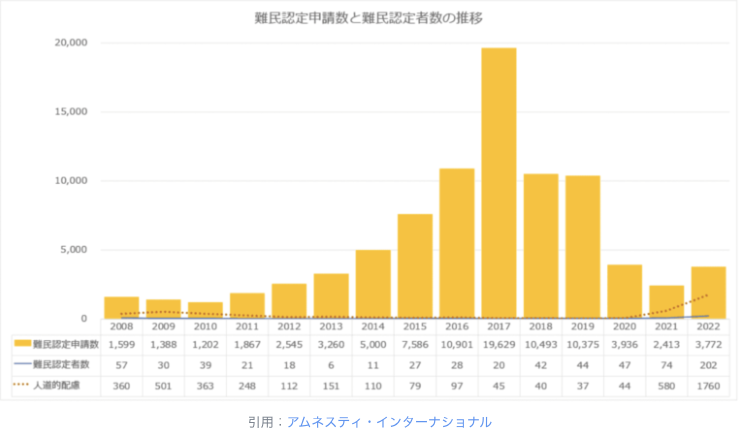 難民認定申請数と難民認定者数の推移
20,000
15,000
10,000
5,000
0
2008 2009 2010 2011 2012 2013 2014 2015 2016 2017 2018 2019 2020 2021 2022
難民認定申請数 1,599 1,388 1,202 1,867 2,545 3,260 5,000 7,586 10,901 19,629 10,493 10,375 3,936 2,413 3,772
難民認定者数 57 30 39 21 18 6 11 27 28 20 42 44 47 74 202
人道的配慮 360 501 363 248 112 151 110 79 97 45 40 37 44 580 1760
引用：アムネスティ・インターナショナル